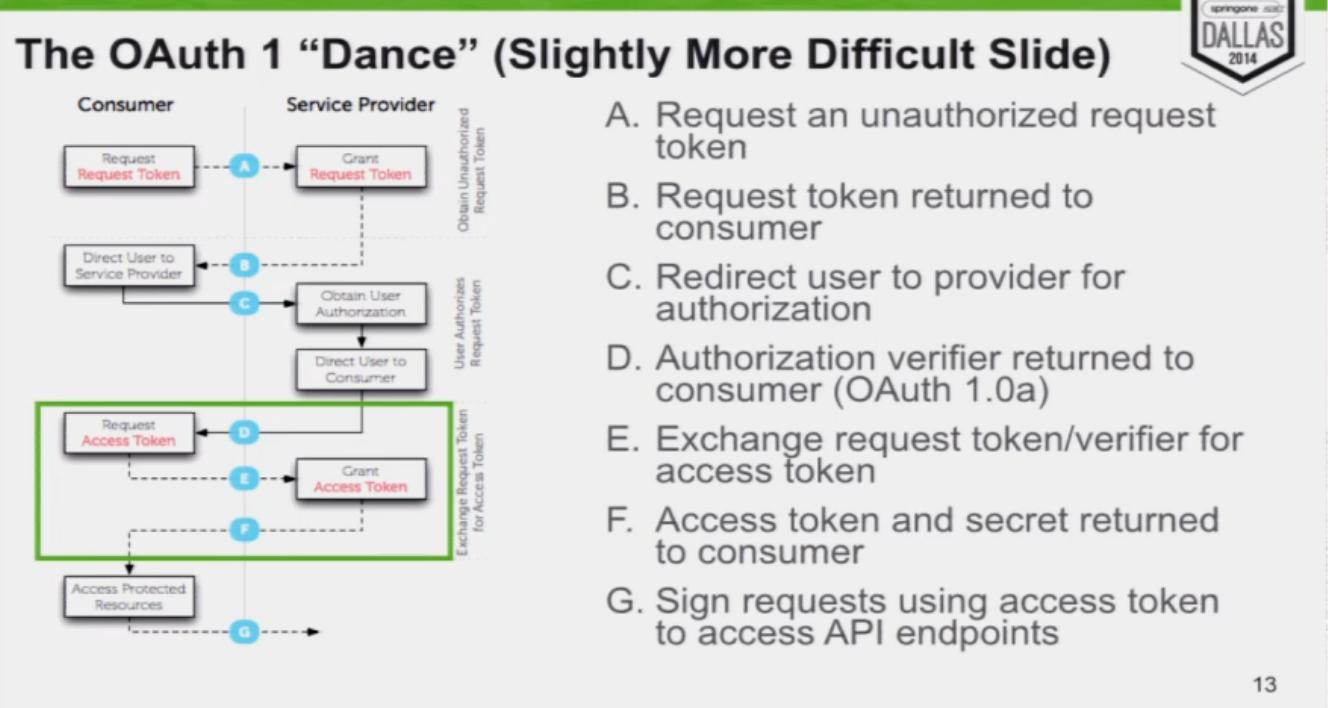 springone
DALLAS
2014
The OAuth 1 “Dance” (Slightly More Difficult Slide)
Consumer
Service Provider
Request
Request Token
A
Grant
Request Token
Obtain Unauthorized
Request Token
Direct User to
Service Provider
B
C
Obtain User
Authorization
Direct User to
Consumer
User Authorizes
Request Token
Request
Access Token
D
E
Grant
Access Token
F
Exchange Request Token
for Access Token
Access Protected
Resources
G
A. Request an unauthorized request
token
B. Request token returned to
consumer
C. Redirect user to provider for
authorization
D. Authorization verifier returned to
consumer (OAuth 1.0a)
E. Exchange request token/verifier for
access token
F. Access token and secret returned
to consumer
G. Sign requests using access token
to access API endpoints
13